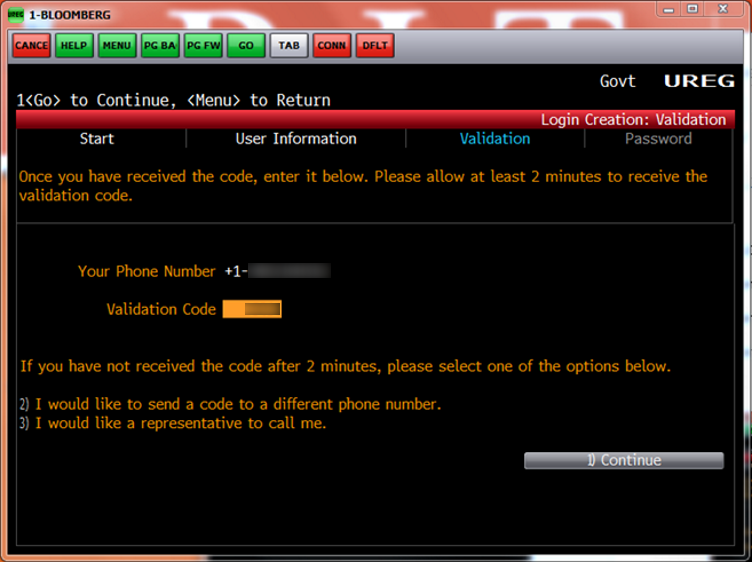 UREG 1-BLOOMBERG
CANCE HELP MENU PG BA PG FW GO TAB CONN DFLT
Govt UREG
1<Go> to Continue, <Menu> to Return
Login Creation: Validation
Start User Information Validation Password
Once you have received the code, enter it below. Please allow at least 2 minutes to receive the
validation code.
Your Phone Number +1-
Validation Code
If you have not received the code after 2 minutes, please select one of the options below.
2) I would like to send a code to a different phone number.
3) I would like a representative to call me.
1) Continue